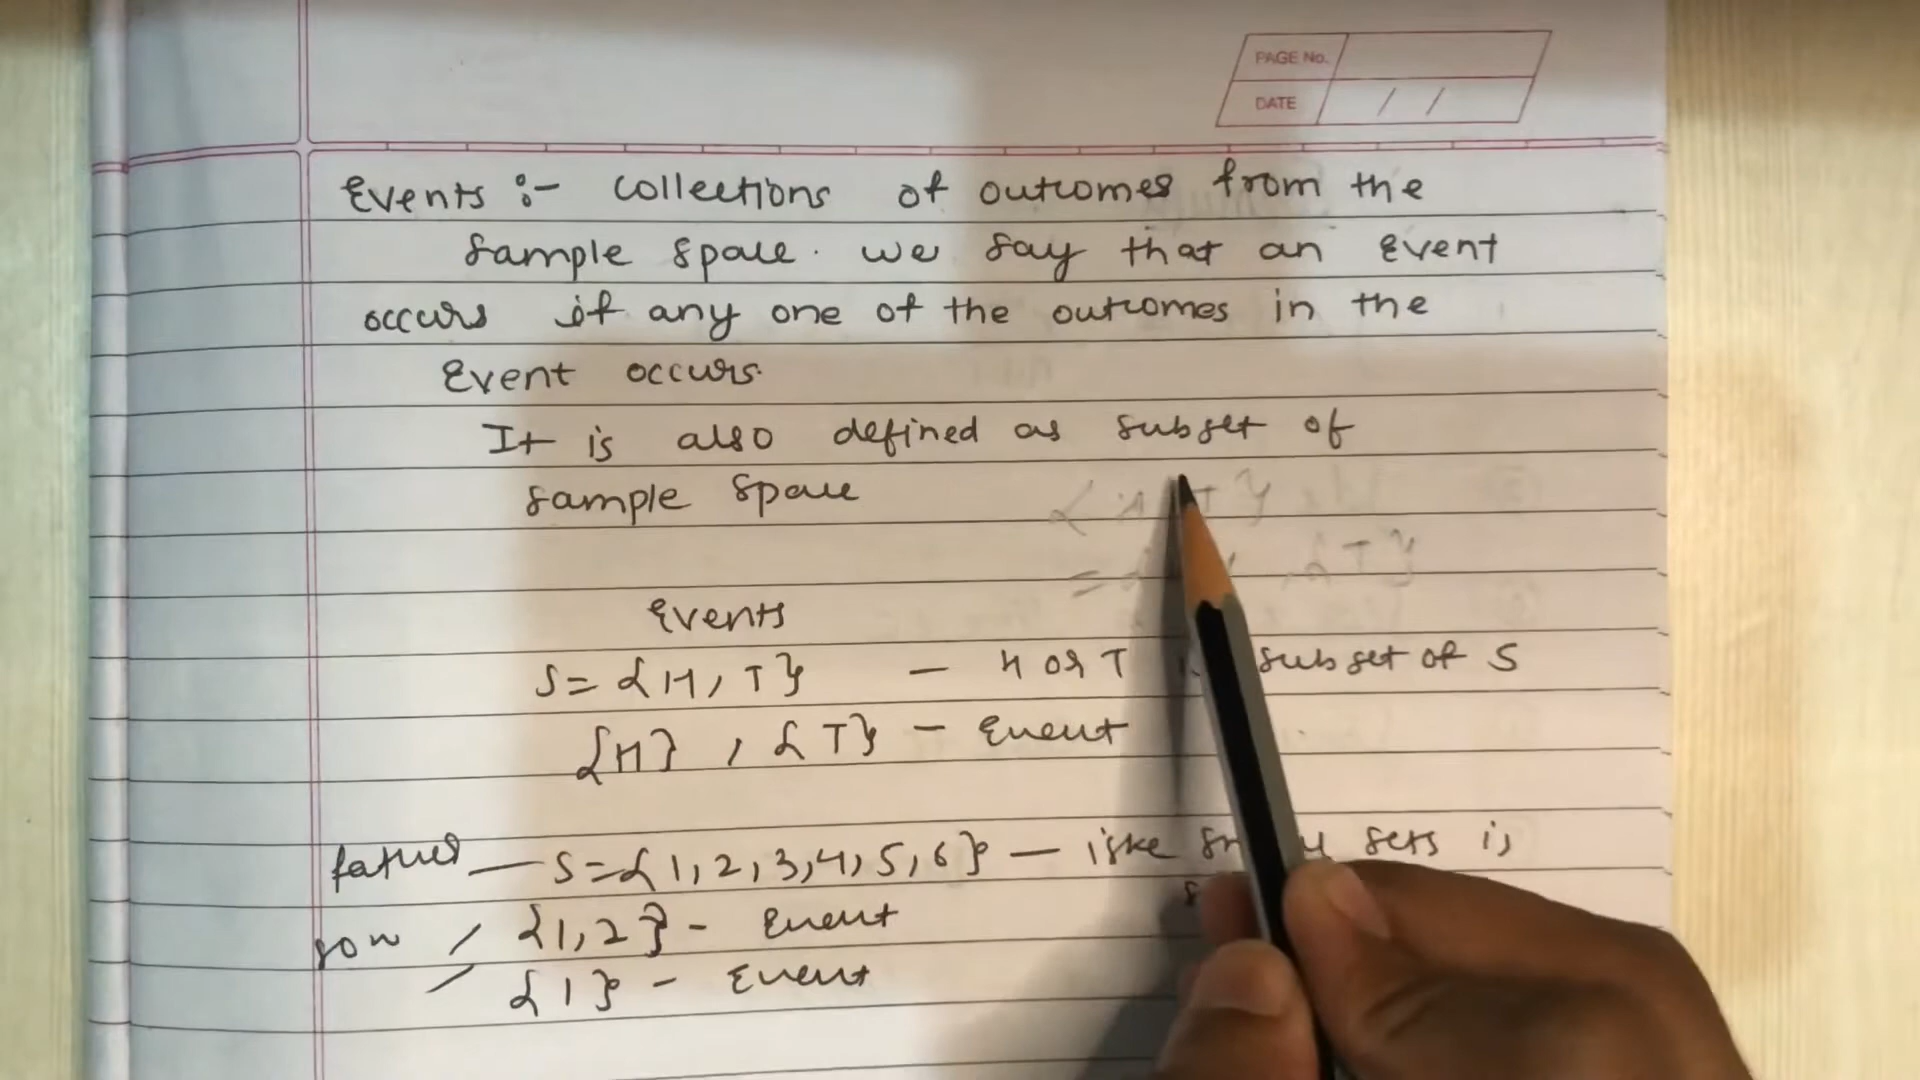 PAGE No.
DATE / /
Events :- collections of outcomes from the
sample space. we say that an event
occurs if any one of the outcomes in the
Event occurs.
It is also defined as subset of
sample space
Events
S = {H, T} - H or T subset of S
{H} , {T} - Event
father - S = {1, 2, 3, 4, 5, 6} - iske sets is
son / {1, 2} - Event
/ {1} - Event